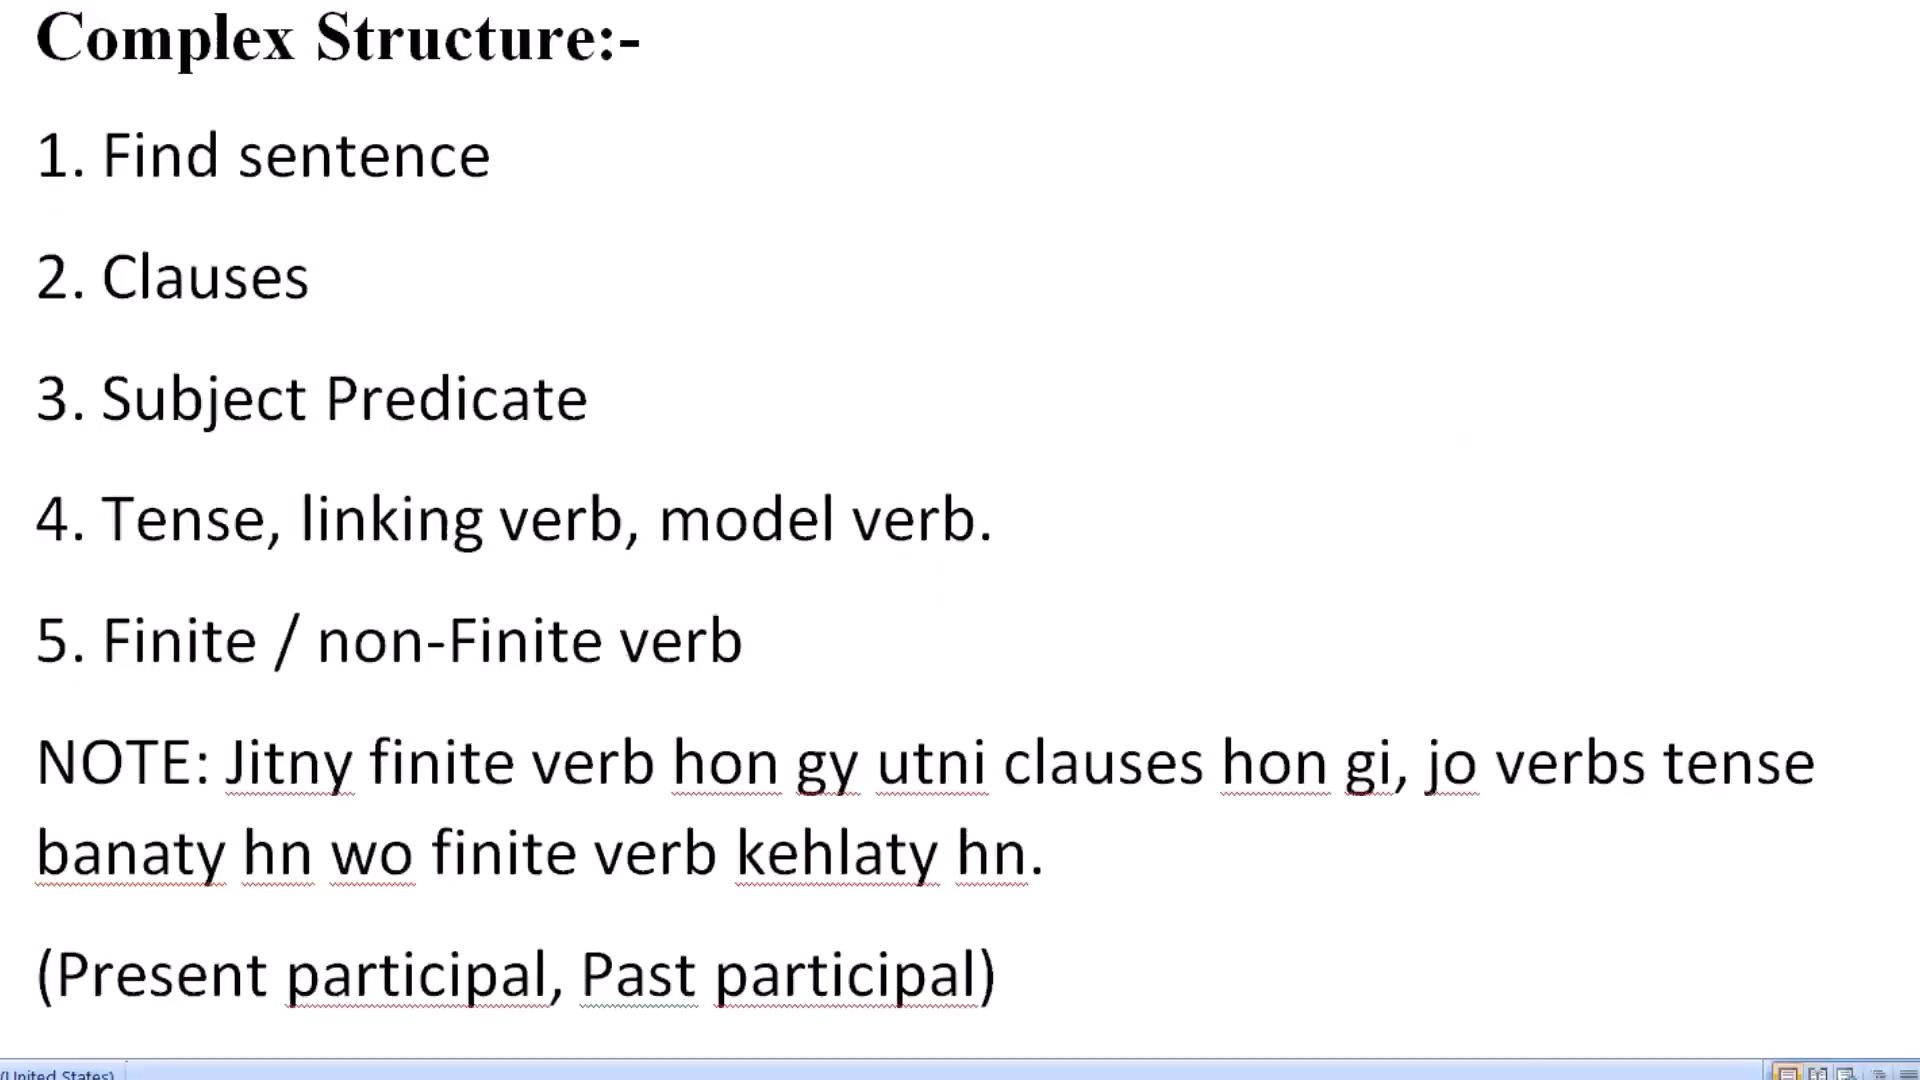 Complex Structure:-
1. Find sentence
2. Clauses
3. Subject Predicate
4. Tense, linking verb, model verb.
5. Finite / non-Finite verb
NOTE: Jitny finite verb hon gy utni clauses hon gi, jo verbs tense
banaty hn wo finite verb kehlaty hn.
(Present participal, Past participal)
(United States)